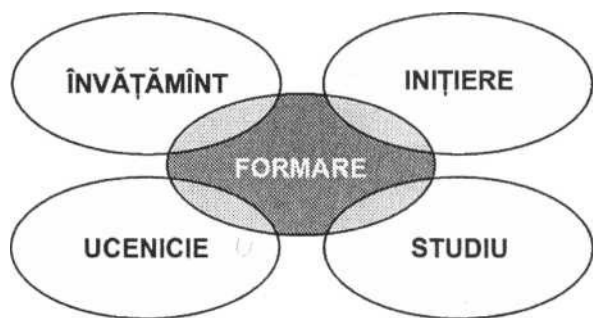 ÎNVĂȚĂMÎNT
INIȚIERE
FORMARE
UCENICIE
STUDIU